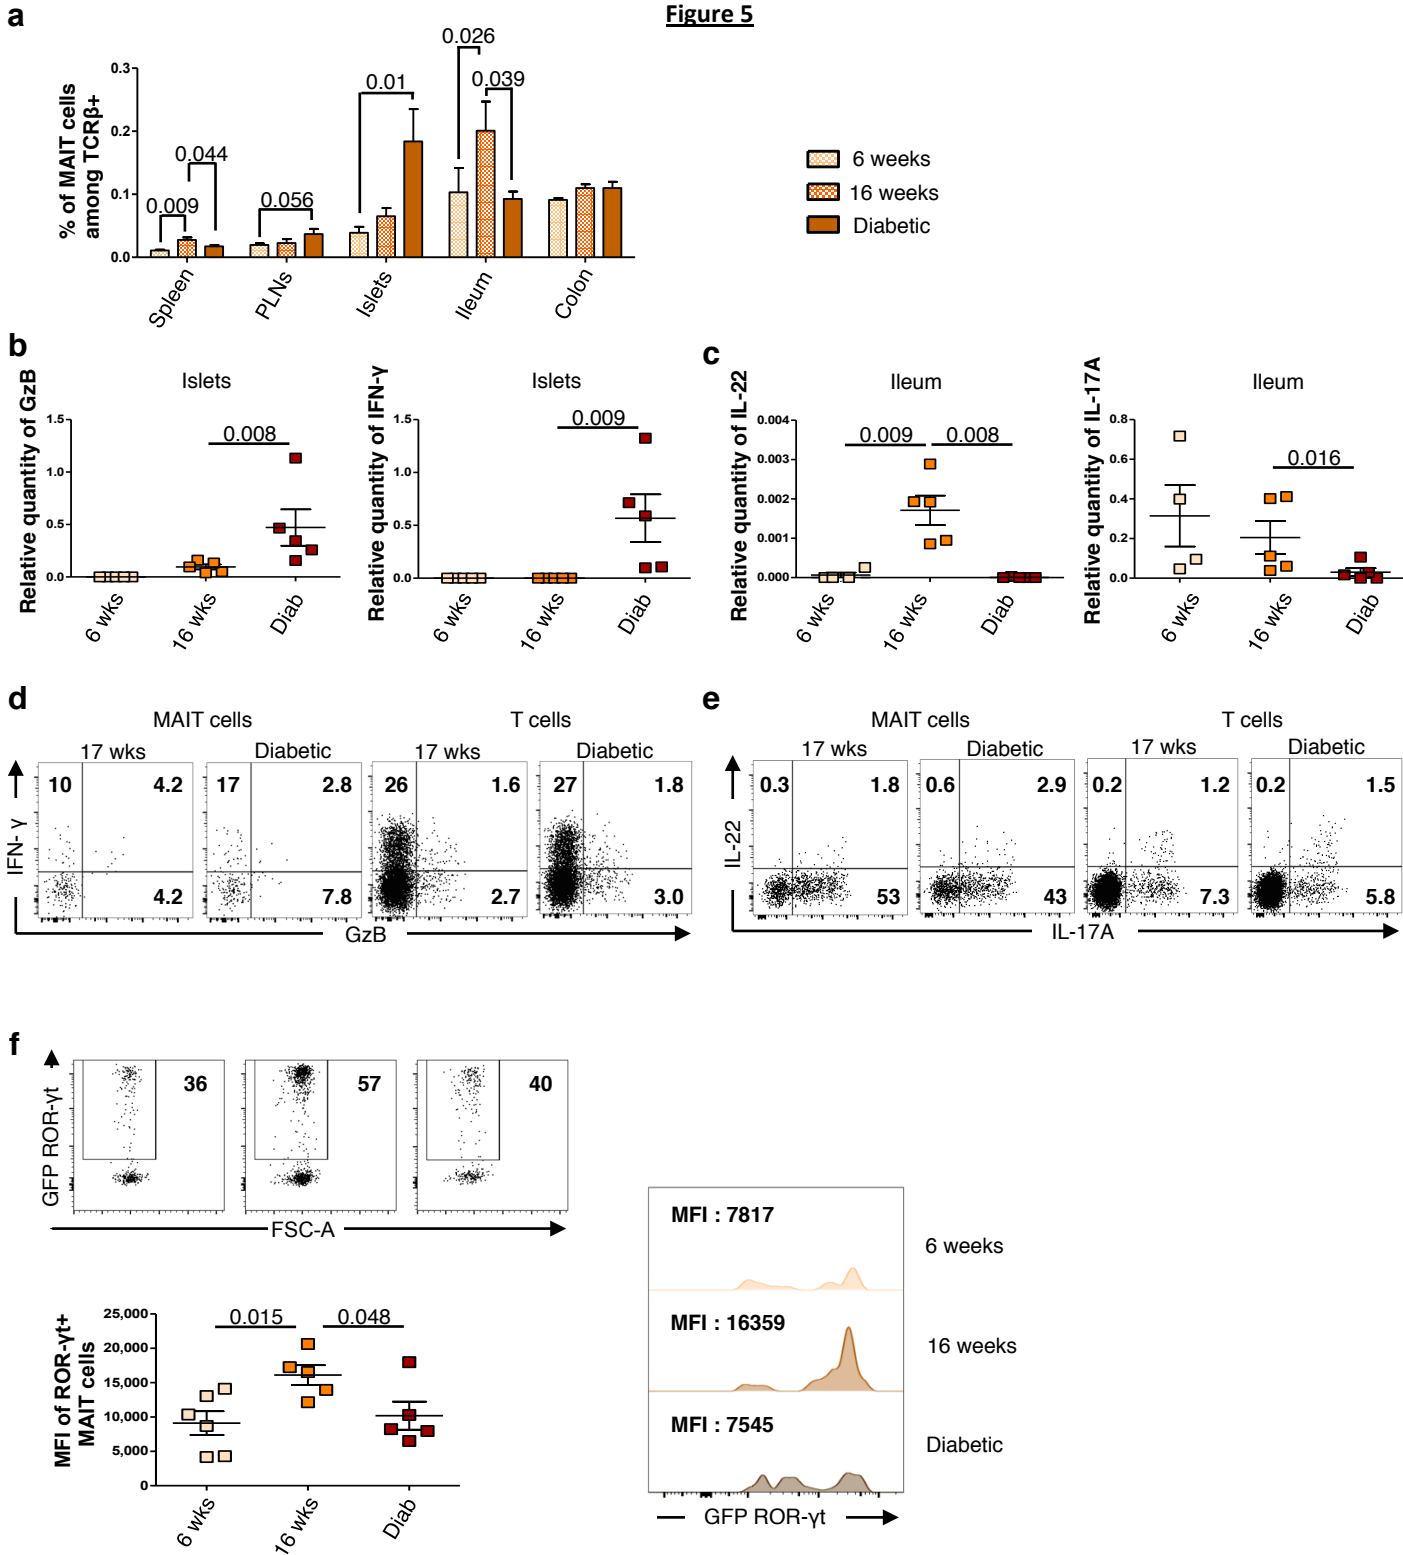 Figure 5
a
% of MAIT cells
among TCRβ+
0.3
0.2
0.1
0.0
0.009
0.044
0.056
0.01
0.026
0.039
Spleen
PLNs
Islets
Ileum
Colon
6 weeks
16 weeks
Diabetic
b
Relative quantity of GzB
Islets
1.5
1.0
0.5
0.0
0.008
6 wks
16 wks
Diab
Relative quantity of IFN-γ
Islets
1.5
1.0
0.5
0.0
0.009
6 wks
16 wks
Diab
c
Relative quantity of IL-22
Ileum
0.004
0.003
0.002
0.001
0.000
0.009
0.008
6 wks
16 wks
Diab
Relative quantity of IL-17A
Ileum
0.8
0.6
0.4
0.2
0.0
0.016
6 wks
16 wks
Diab
d
MAIT cells
T cells
17 wks
Diabetic
17 wks
Diabetic
10
4.2
17
2.8
26
1.6
27
1.8
4.2
7.8
2.7
3.0
IFN- γ
GzB
e
MAIT cells
T cells
17 wks
Diabetic
17 wks
Diabetic
0.3
1.8
0.6
2.9
0.2
1.2
0.2
1.5
53
43
7.3
5.8
IL-22
IL-17A
f
GFP ROR-γt
36
57
40
FSC-A
MFI of ROR-γt+
MAIT cells
25,000
20,000
15,000
10,000
5,000
0
0.015
0.048
6 wks
16 wks
Diab
MFI : 7817
6 weeks
MFI : 16359
16 weeks
MFI : 7545
Diabetic
GFP ROR-γt